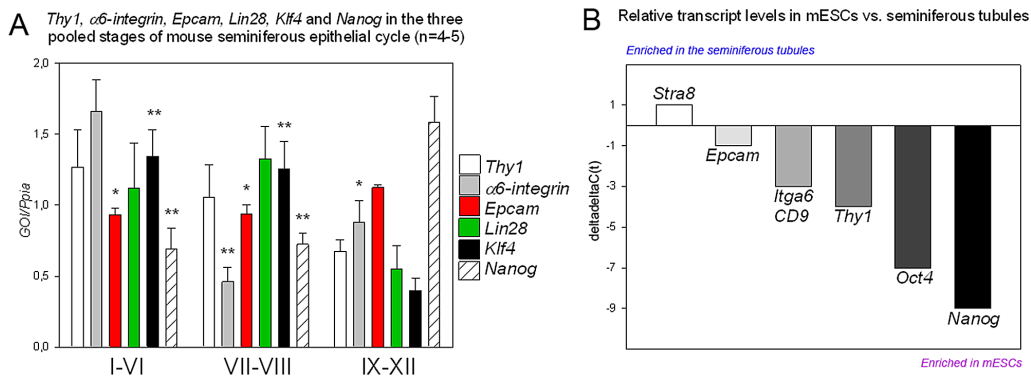 A
Thy1, α6-integrin, Epcam, Lin28, Klf4 and Nanog in the three
pooled stages of mouse seminiferous epithelial cycle (n=4-5)
2,0
1,5
1,0
0,5
0,0
GOI/Ppia
*
**
**
**
*
**
**
*
I-VI
VII-VIII
IX-XII
Thy1
α6-integrin
Epcam
Lin28
Klf4
Nanog
B
Relative transcript levels in mESCs vs. seminiferous tubules
Enriched in the seminiferous tubules
1
-1
-3
-5
-7
-9
deltadeltaC(t)
Stra8
Epcam
Itga6
CD9
Thy1
Oct4
Nanog
Enriched in mESCs